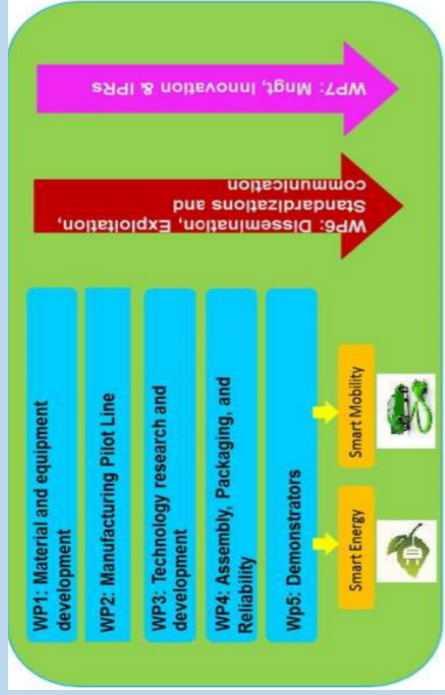 WP1: Material and equipment
development
WP2: Manufacturing Pilot Line
WP3: Technology research and
development
WP4: Assembly, Packaging, and
Reliability
Wp5: Demonstrators
Smart Energy
Smart Mobility
WP6: Dissemination, Exploitation,
Standardizations and
communication
WP7: Mngt, Innovation & IPRs